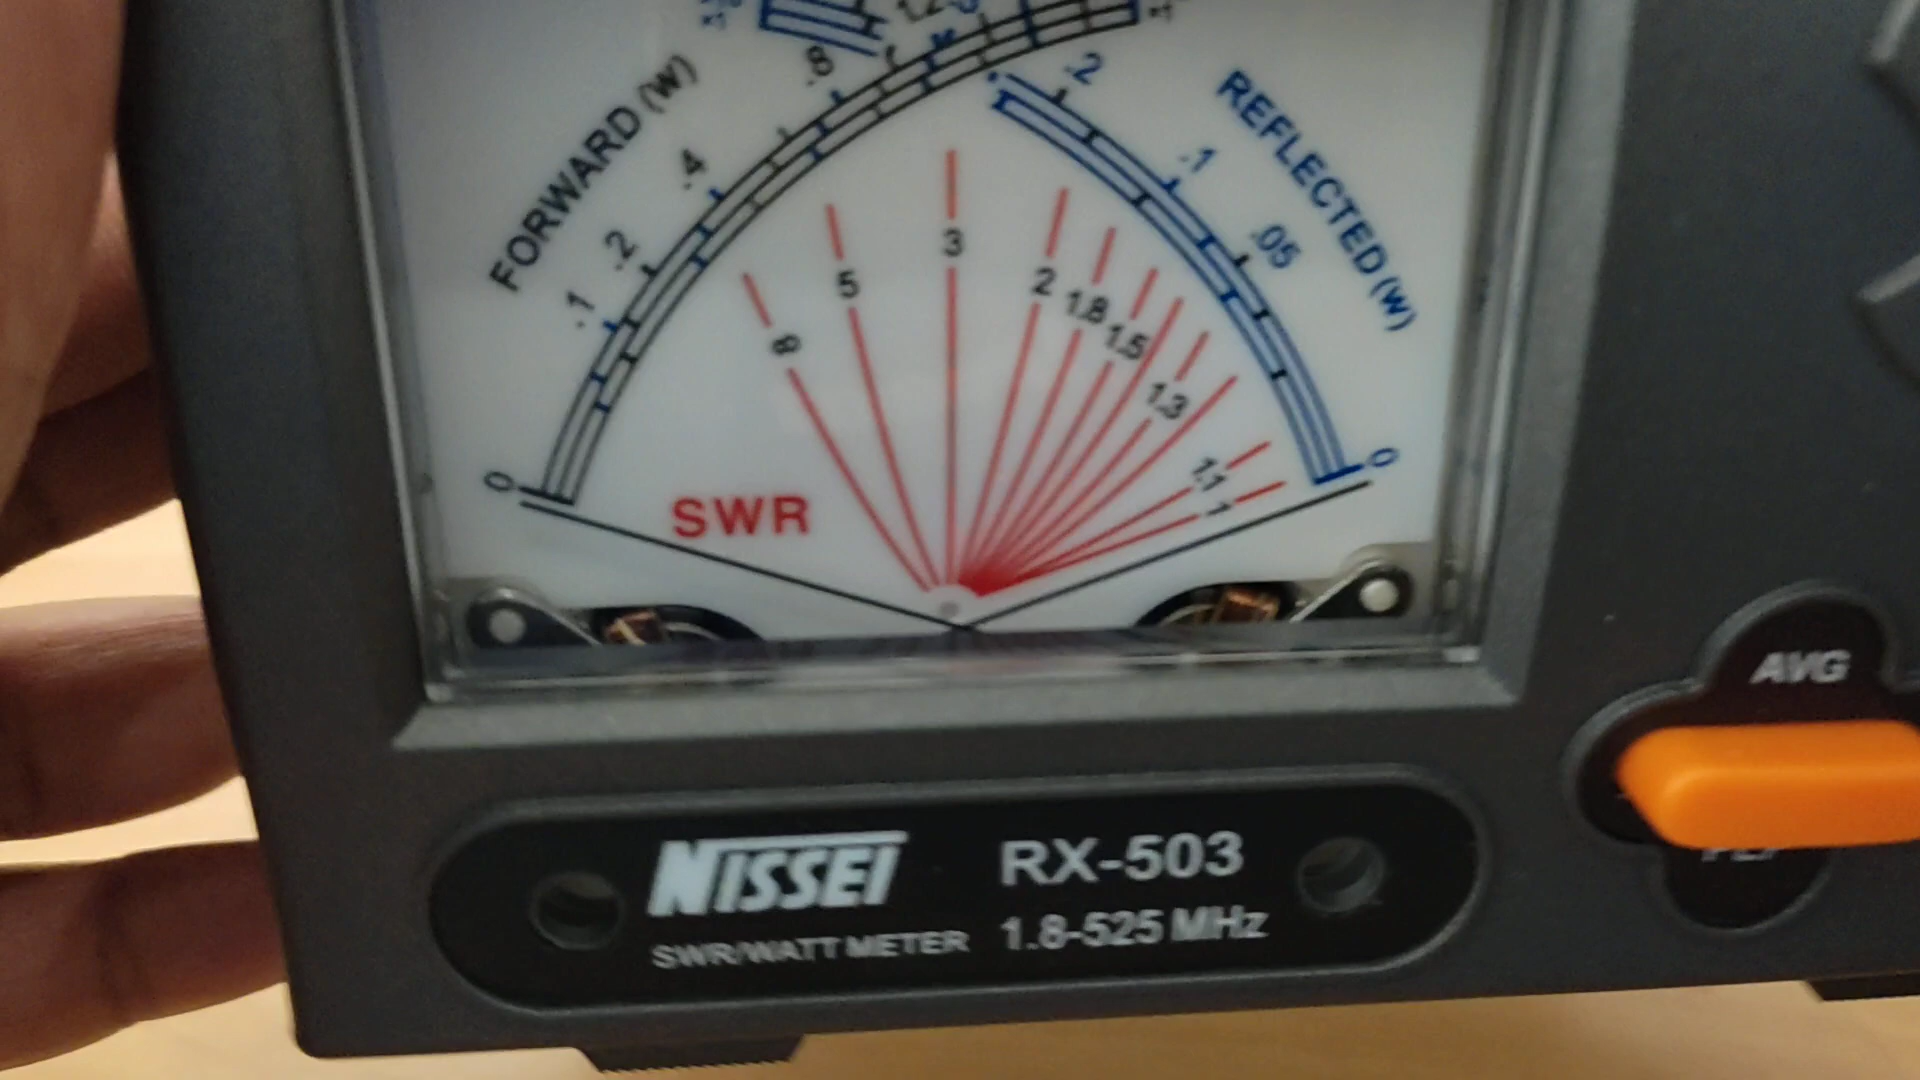 FORWARD (W)
REFLECTED (W)
.8
.4
.2
.1
0
.2
.1
.05
0
8
5
3
2
1.8
1.5
1.3
1.1
1
SWR
AVG
NISSEI
RX-503
SWR/WATT METER
1.8-525 MHz